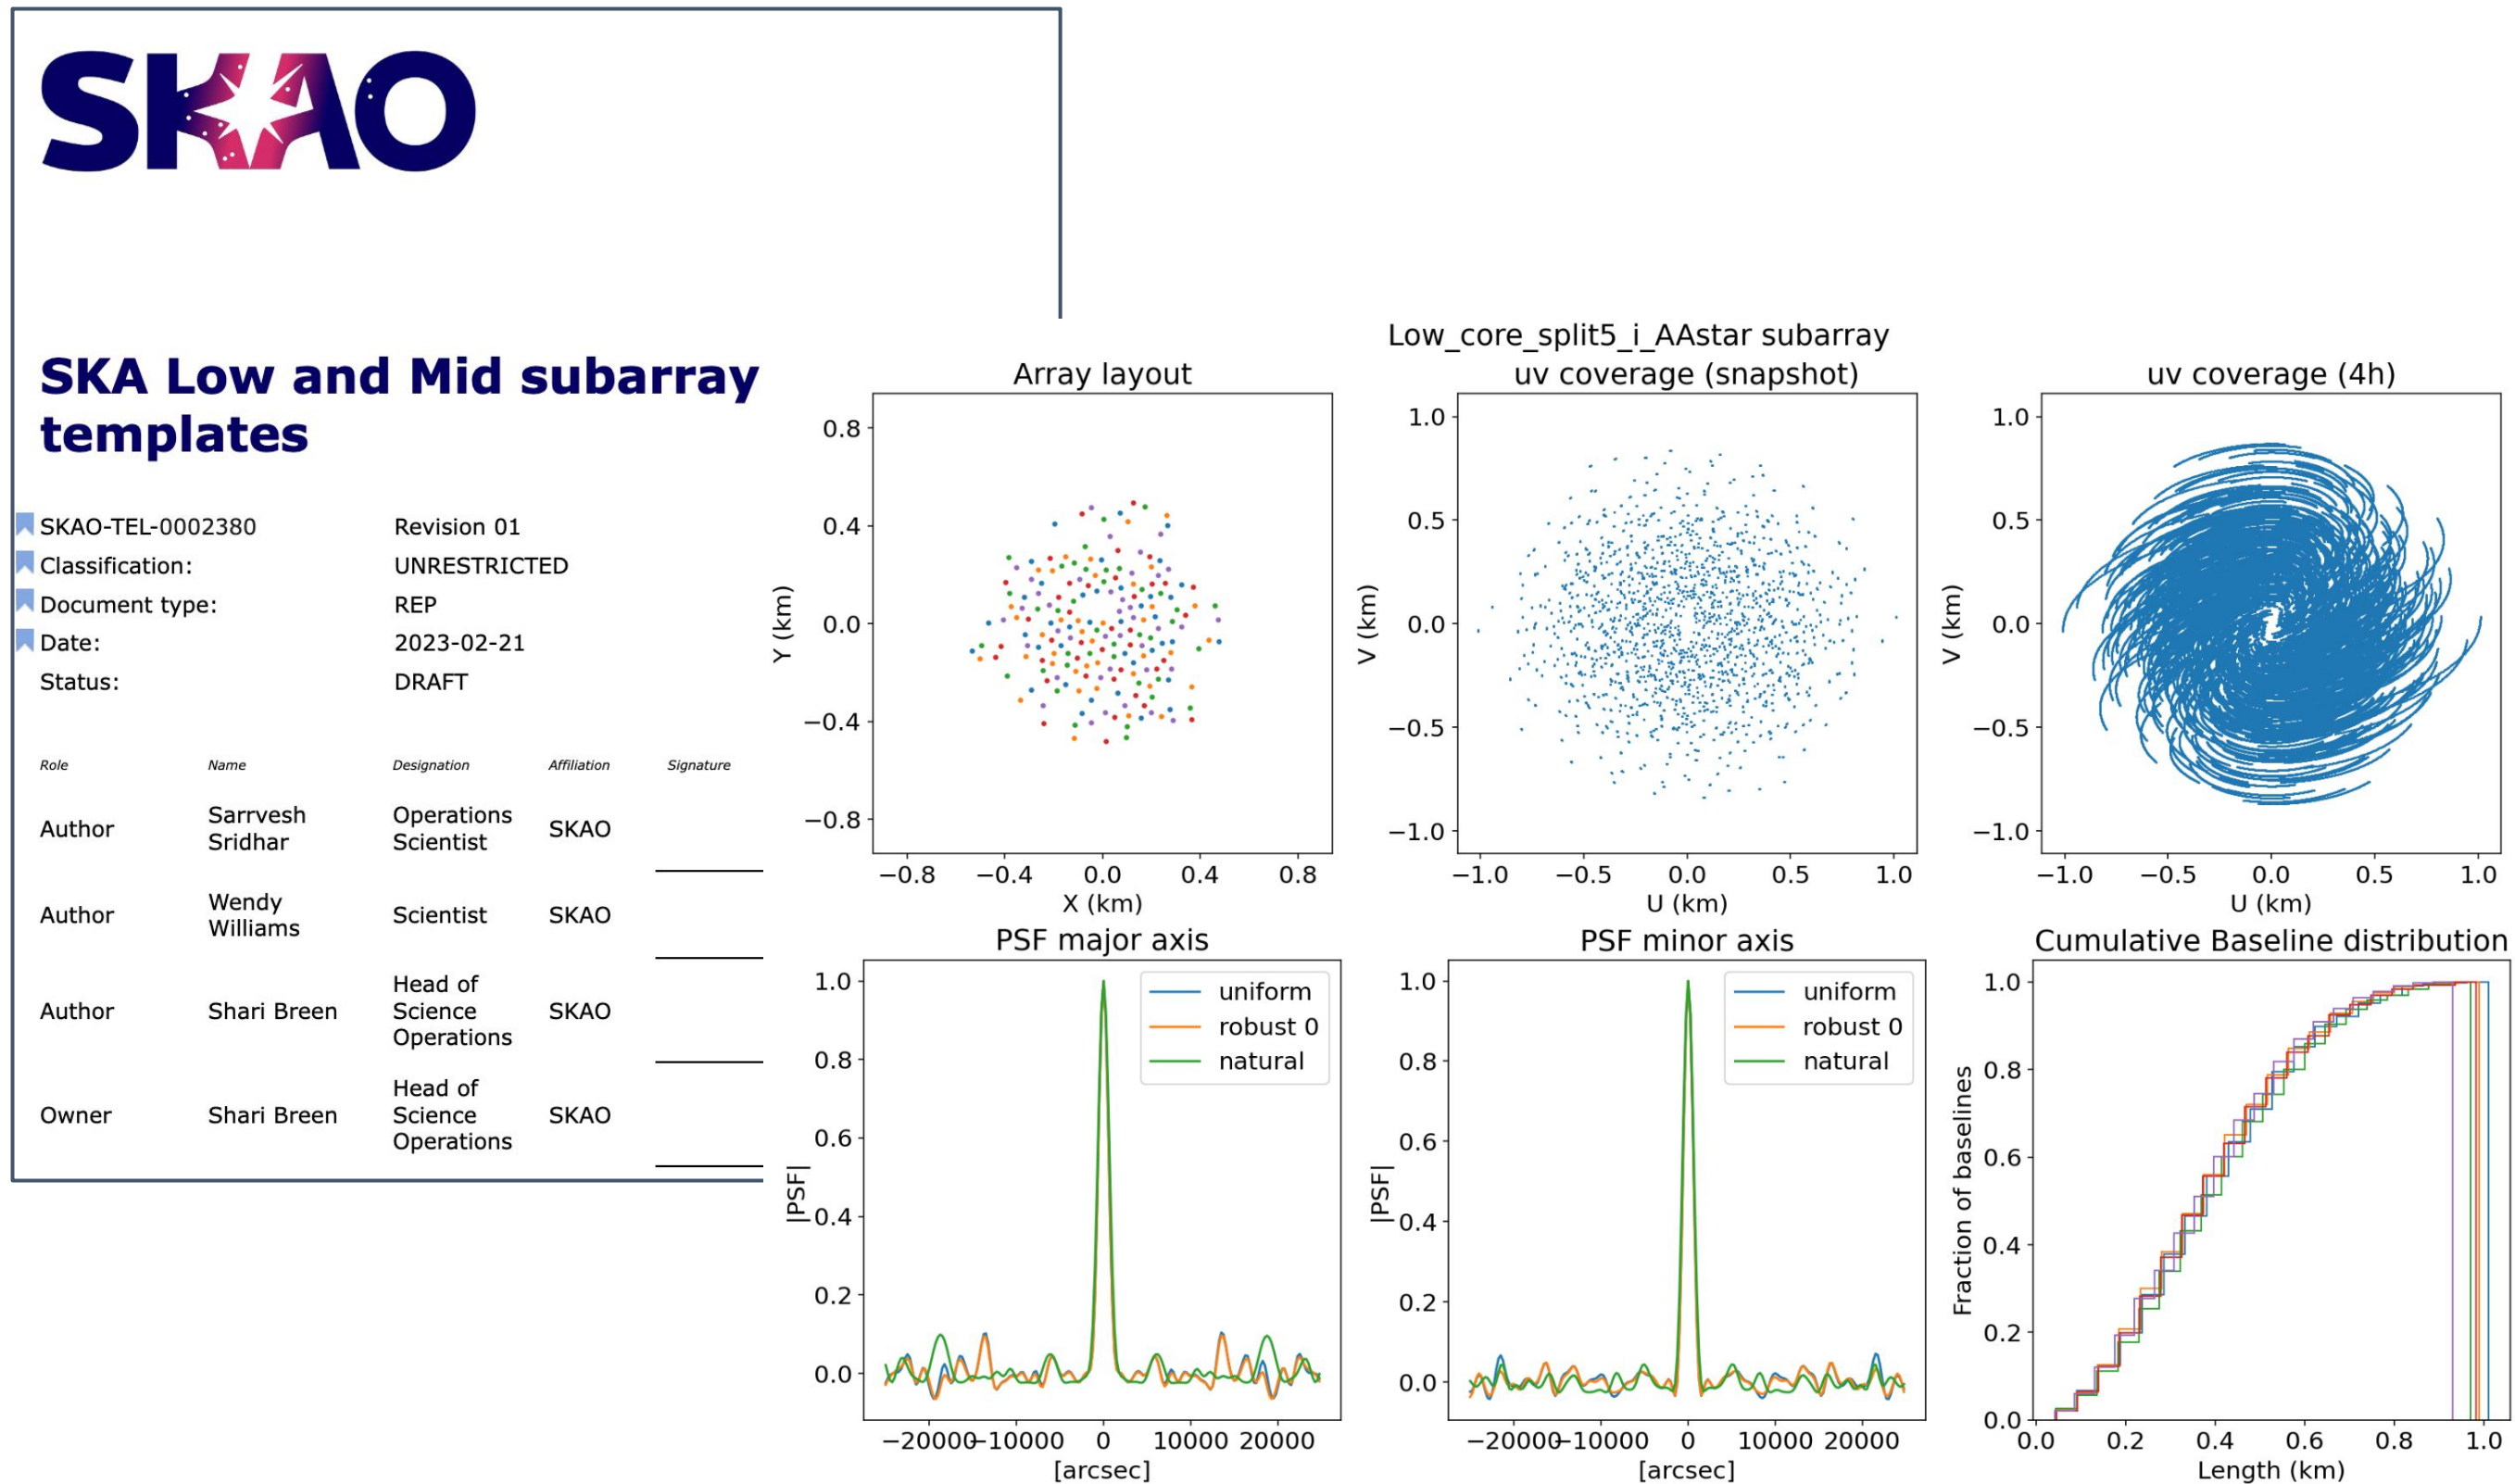 SKAO
SKA Low and Mid subarray
templates
SKAO-TEL-0002380 Revision 01
Classification: UNRESTRICTED
Document type: REP
Date: 2023-02-21
Status: DRAFT
Role Name Designation Affiliation Signature
Author Sarrvesh Sridhar Operations Scientist SKAO
Author Wendy Williams Scientist SKAO
Author Shari Breen Head of Science Operations SKAO
Owner Shari Breen Head of Science Operations SKAO
Low_core_split5_i_AAstar subarray
Array layout
0.8
0.4
0.0
−0.4
−0.8
Y (km)
−0.8 −0.4 0.0 0.4 0.8
X (km)
uv coverage (snapshot)
1.0
0.5
0.0
−0.5
−1.0
V (km)
−1.0 −0.5 0.0 0.5 1.0
U (km)
uv coverage (4h)
1.0
0.5
0.0
−0.5
−1.0
V (km)
−1.0 −0.5 0.0 0.5 1.0
U (km)
PSF major axis
uniform
robust 0
natural
1.0
0.8
0.6
0.4
0.2
0.0
|PSF|
−20000 −10000 0 10000 20000
[arcsec]
PSF minor axis
uniform
robust 0
natural
1.0
0.8
0.6
0.4
0.2
0.0
|PSF|
−20000 −10000 0 10000 20000
[arcsec]
Cumulative Baseline distribution
1.0
0.8
0.6
0.4
0.2
0.0
Fraction of baselines
0.0 0.2 0.4 0.6 0.8 1.0
Length (km)